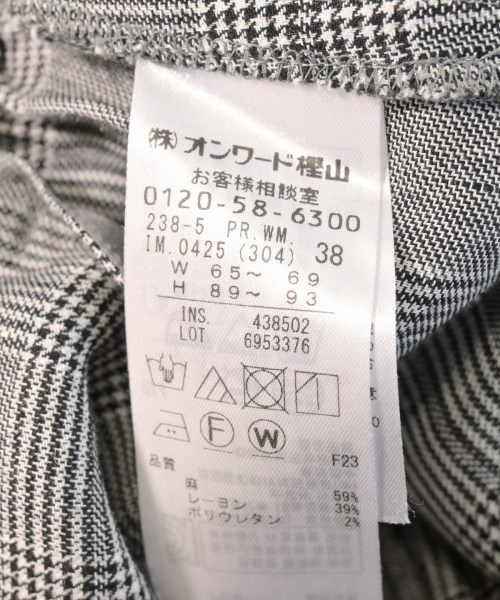 (株)オンワード樫山
お客様相談室
0120-58-6300
238-5 PR.WM.
IM.0425 (304) 38
W 65～ 69
H 89～ 93
INS. 438502
LOT 6953376
F W
F23
品質
麻 59%
レーヨン 39%
ポリウレタン 2%